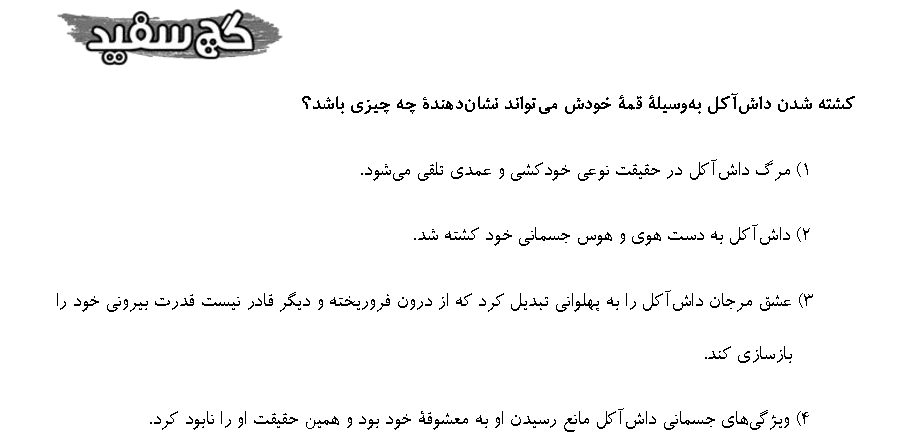 گچ سفید
کشته شدن داش‌آکل به‌وسیلهٔ قمهٔ خودش می‌تواند نشان‌دهندهٔ چه چیزی باشد؟
۱) مرگ داش‌آکل در حقیقت نوعی خودکشی و عمدی تلقی می‌شود.
۲) داش‌آکل به دست هوی و هوس جسمانی خود کشته شد.
۳) عشق مرجان داش‌آکل را به پهلوانی تبدیل کرد که از درون فروریخته و دیگر قادر نیست قدرت بیرونی خود را
بازسازی کند.
۴) ویژگی‌های جسمانی داش‌آکل مانع رسیدن او به معشوقهٔ خود بود و همین حقیقت او را نابود کرد.